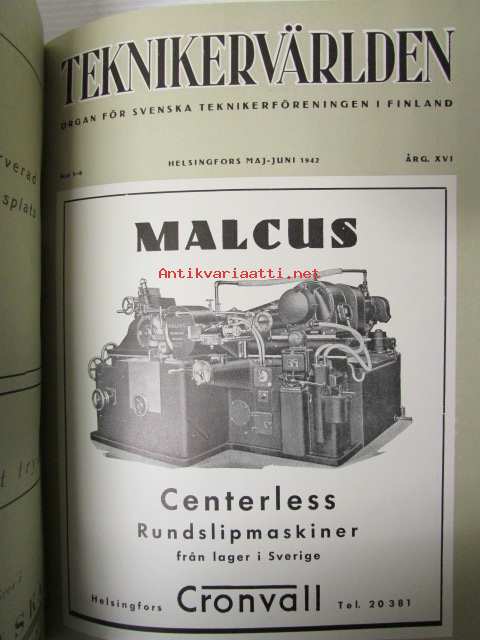 TEKNIKERVÄRLDEN
ORGAN FÖR SVENSKA TEKNIKERFÖRENINGEN I FINLAND
HELSINGFORS MAJ-JUNI 1942 ÅRG. XVI
MALCUS
Antikvariaatti.net
Centerless
Rundslipmaskiner
från lager i Sverige
Helsingfors Cronvall Tel. 20 381